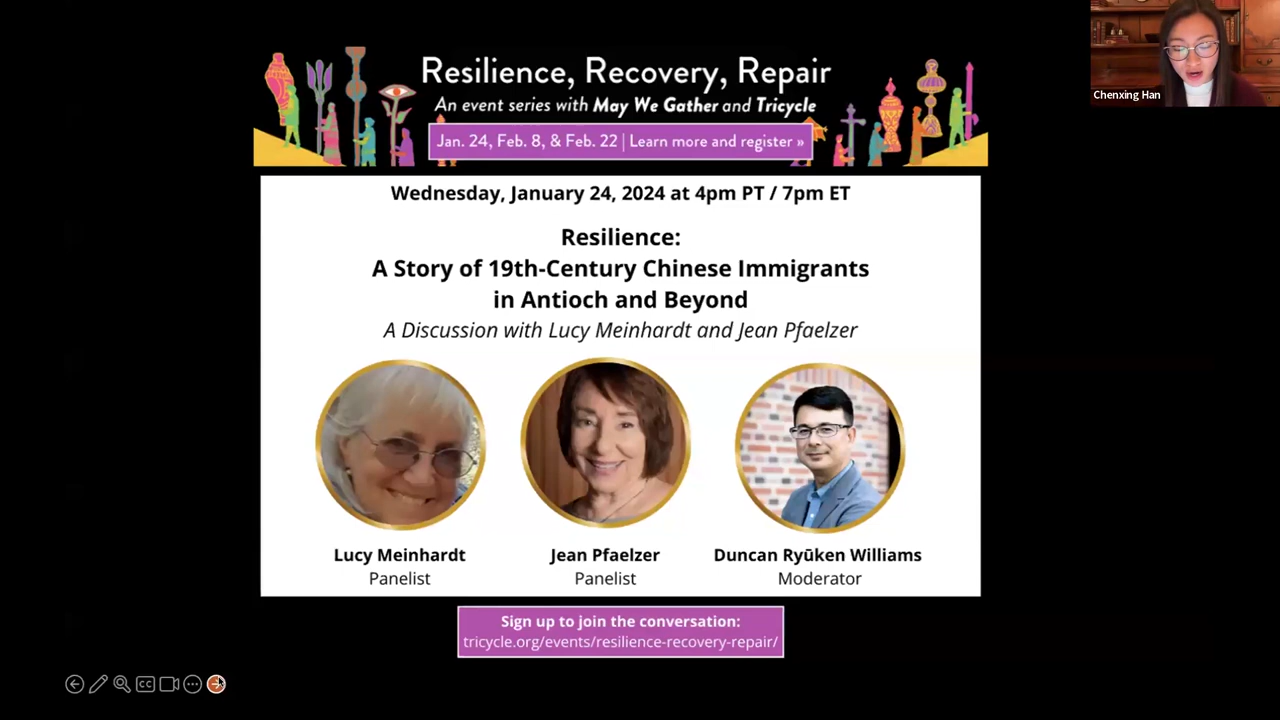 Resilience, Recovery, Repair
An event series with May We Gather and Tricycle
Jan. 24, Feb. 8, & Feb. 22 | Learn more and register »
Chenxing Han
Wednesday, January 24, 2024 at 4pm PT / 7pm ET
Resilience:
A Story of 19th-Century Chinese Immigrants
in Antioch and Beyond
A Discussion with Lucy Meinhardt and Jean Pfaelzer
Lucy Meinhardt
Panelist
Jean Pfaelzer
Panelist
Duncan Ryūken Williams
Moderator
Sign up to join the conversation:
tricycle.org/events/resilience-recovery-repair/
CC